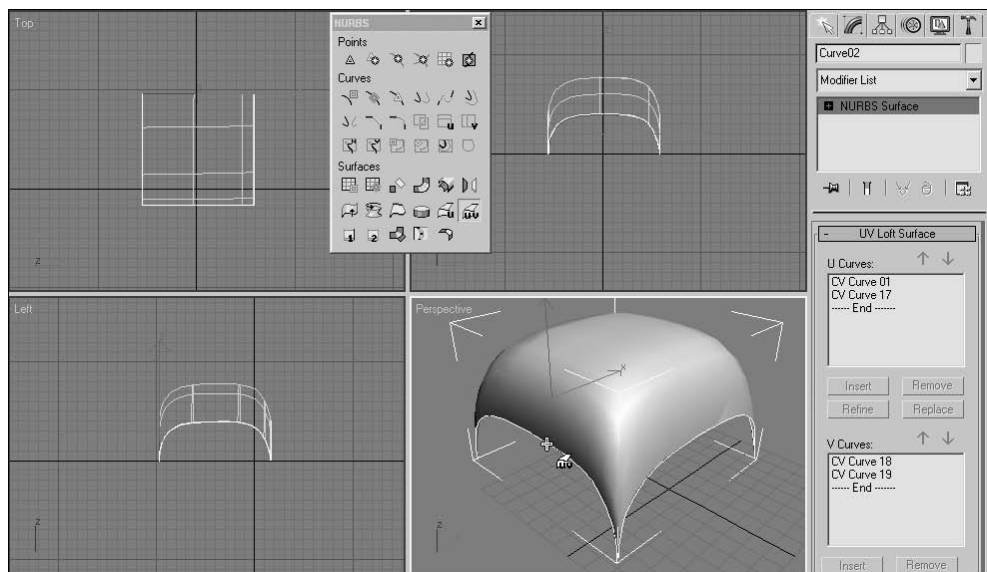 Top
NURBS
Points
Curves
Surfaces
Left
Perspective
x
z
z
z
Curve02
Modifier List
NURBS Surface
UV Loft Surface
U Curves:
CV Curve 01
CV Curve 17
----- End ------
Insert
Remove
Refine
Replace
V Curves:
CV Curve 18
CV Curve 19
----- End ------
Insert
Remove